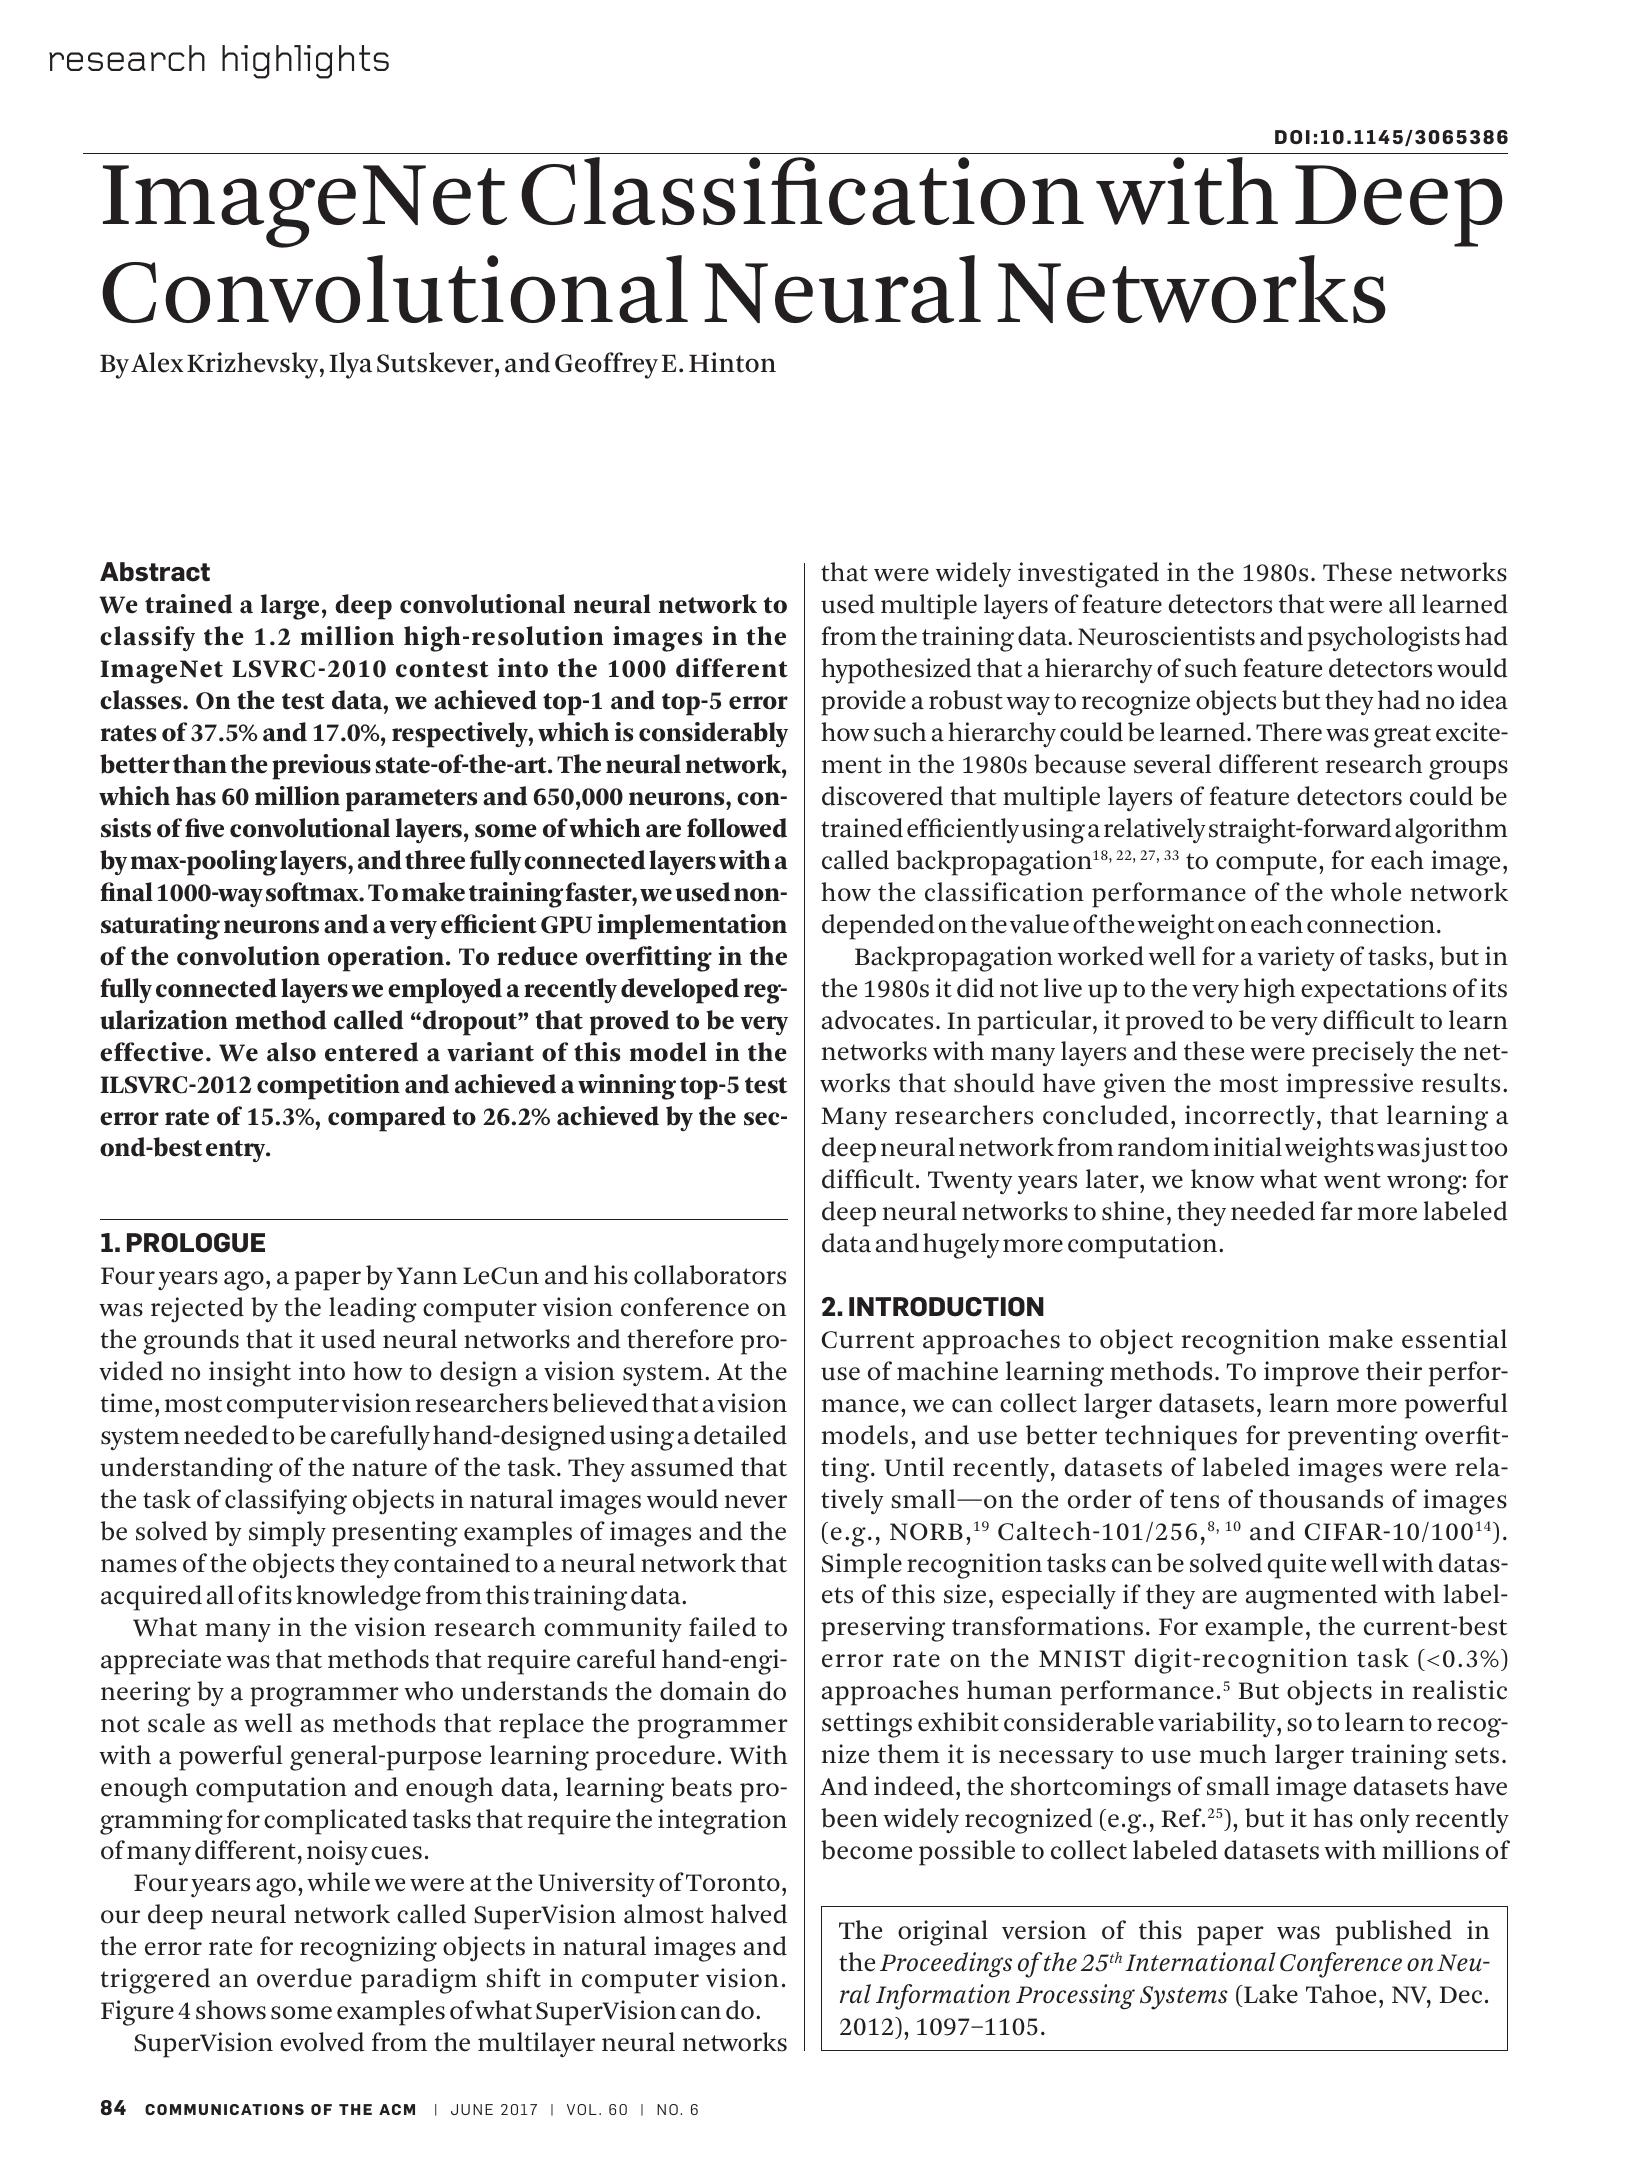 research highlights
DOI:10.1145/3065386
ImageNet Classification with Deep
Convolutional Neural Networks
By Alex Krizhevsky, Ilya Sutskever, and Geoffrey E. Hinton
Abstract
We trained a large, deep convolutional neural network to
classify the 1.2 million high-resolution images in the
ImageNet LSVRC-2010 contest into the 1000 different
classes. On the test data, we achieved top-1 and top-5 error
rates of 37.5% and 17.0%, respectively, which is considerably
better than the previous state-of-the-art. The neural network,
which has 60 million parameters and 650,000 neurons, con-
sists of five convolutional layers, some of which are followed
by max-pooling layers, and three fully connected layers with a
final 1000-way softmax. To make training faster, we used non-
saturating neurons and a very efficient GPU implementation
of the convolution operation. To reduce overfitting in the
fully connected layers we employed a recently developed reg-
ularization method called “dropout” that proved to be very
effective. We also entered a variant of this model in the
ILSVRC-2012 competition and achieved a winning top-5 test
error rate of 15.3%, compared to 26.2% achieved by the sec-
ond-best entry.
1. PROLOGUE
Four years ago, a paper by Yann LeCun and his collaborators
was rejected by the leading computer vision conference on
the grounds that it used neural networks and therefore pro-
vided no insight into how to design a vision system. At the
time, most computer vision researchers believed that a vision
system needed to be carefully hand-designed using a detailed
understanding of the nature of the task. They assumed that
the task of classifying objects in natural images would never
be solved by simply presenting examples of images and the
names of the objects they contained to a neural network that
acquired all of its knowledge from this training data.
What many in the vision research community failed to
appreciate was that methods that require careful hand-engi-
neering by a programmer who understands the domain do
not scale as well as methods that replace the programmer
with a powerful general-purpose learning procedure. With
enough computation and enough data, learning beats pro-
gramming for complicated tasks that require the integration
of many different, noisy cues.
Four years ago, while we were at the University of Toronto,
our deep neural network called SuperVision almost halved
the error rate for recognizing objects in natural images and
triggered an overdue paradigm shift in computer vision.
Figure 4 shows some examples of what SuperVision can do.
SuperVision evolved from the multilayer neural networks
that were widely investigated in the 1980s. These networks
used multiple layers of feature detectors that were all learned
from the training data. Neuroscientists and psychologists had
hypothesized that a hierarchy of such feature detectors would
provide a robust way to recognize objects but they had no idea
how such a hierarchy could be learned. There was great excite-
ment in the 1980s because several different research groups
discovered that multiple layers of feature detectors could be
trained efficiently using a relatively straight-forward algorithm
called backpropagation18, 22, 27, 33 to compute, for each image,
how the classification performance of the whole network
depended on the value of the weight on each connection.
Backpropagation worked well for a variety of tasks, but in
the 1980s it did not live up to the very high expectations of its
advocates. In particular, it proved to be very difficult to learn
networks with many layers and these were precisely the net-
works that should have given the most impressive results.
Many researchers concluded, incorrectly, that learning a
deep neural network from random initial weights was just too
difficult. Twenty years later, we know what went wrong: for
deep neural networks to shine, they needed far more labeled
data and hugely more computation.
2. INTRODUCTION
Current approaches to object recognition make essential
use of machine learning methods. To improve their perfor-
mance, we can collect larger datasets, learn more powerful
models, and use better techniques for preventing overfit-
ting. Until recently, datasets of labeled images were rela-
tively small—on the order of tens of thousands of images
(e.g., NORB,19 Caltech-101/256,8, 10 and CIFAR-10/10014).
Simple recognition tasks can be solved quite well with datas-
ets of this size, especially if they are augmented with label-
preserving transformations. For example, the current-best
error rate on the MNIST digit-recognition task (<0.3%)
approaches human performance.5 But objects in realistic
settings exhibit considerable variability, so to learn to recog-
nize them it is necessary to use much larger training sets.
And indeed, the shortcomings of small image datasets have
been widely recognized (e.g., Ref.25), but it has only recently
become possible to collect labeled datasets with millions of
The original version of this paper was published in
the Proceedings of the 25th International Conference on Neu-
ral Information Processing Systems (Lake Tahoe, NV, Dec.
2012), 1097–1105.
84 COMMUNICATIONS OF THE ACM | JUNE 2017 | VOL. 60 | NO. 6